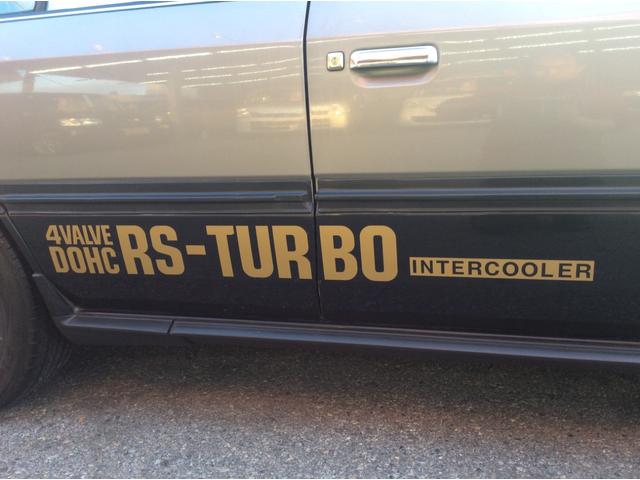 4VALVE
DOHC
RS-TURBO
INTERCOOLER